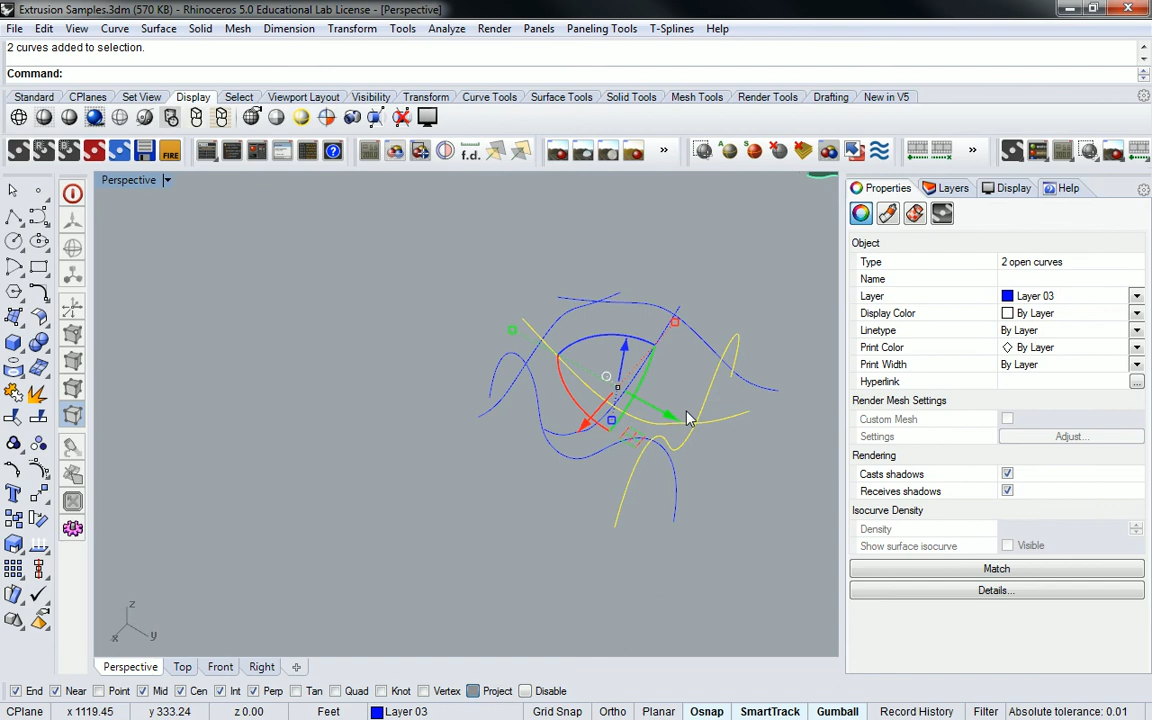 Extrusion Samples.3dm (570 KB) - Rhinoceros 5.0 Educational Lab License - [Perspective]
File Edit View Curve Surface Solid Mesh Dimension Transform Tools Analyze Render Panels Paneling Tools T-Splines Help
2 curves added to selection.
Command:
Standard CPlanes Set View Display Select Viewport Layout Visibility Transform Curve Tools Surface Tools Solid Tools Mesh Tools Render Tools Drafting New in V5
FIRE f.d. » »
Perspective
Properties Layers Display Help
Object
Type 2 open curves
Name
Layer Layer 03
Display Color By Layer
Linetype By Layer
Print Color By Layer
Print Width By Layer
Hyperlink ...
Render Mesh Settings
Custom Mesh
Settings Adjust...
Rendering
Casts shadows
Receives shadows
Isocurve Density
Density
Show surface isocurve Visible
Match
Details...
z
x y
Perspective Top Front Right
End Near Point Mid Cen Int Perp Tan Quad Knot Vertex Project Disable
CPlane x 1119.45 y 333.24 z 0.00 Feet Layer 03 Grid Snap Ortho Planar Osnap SmartTrack Gumball Record History Filter Absolute tolerance: 0.01